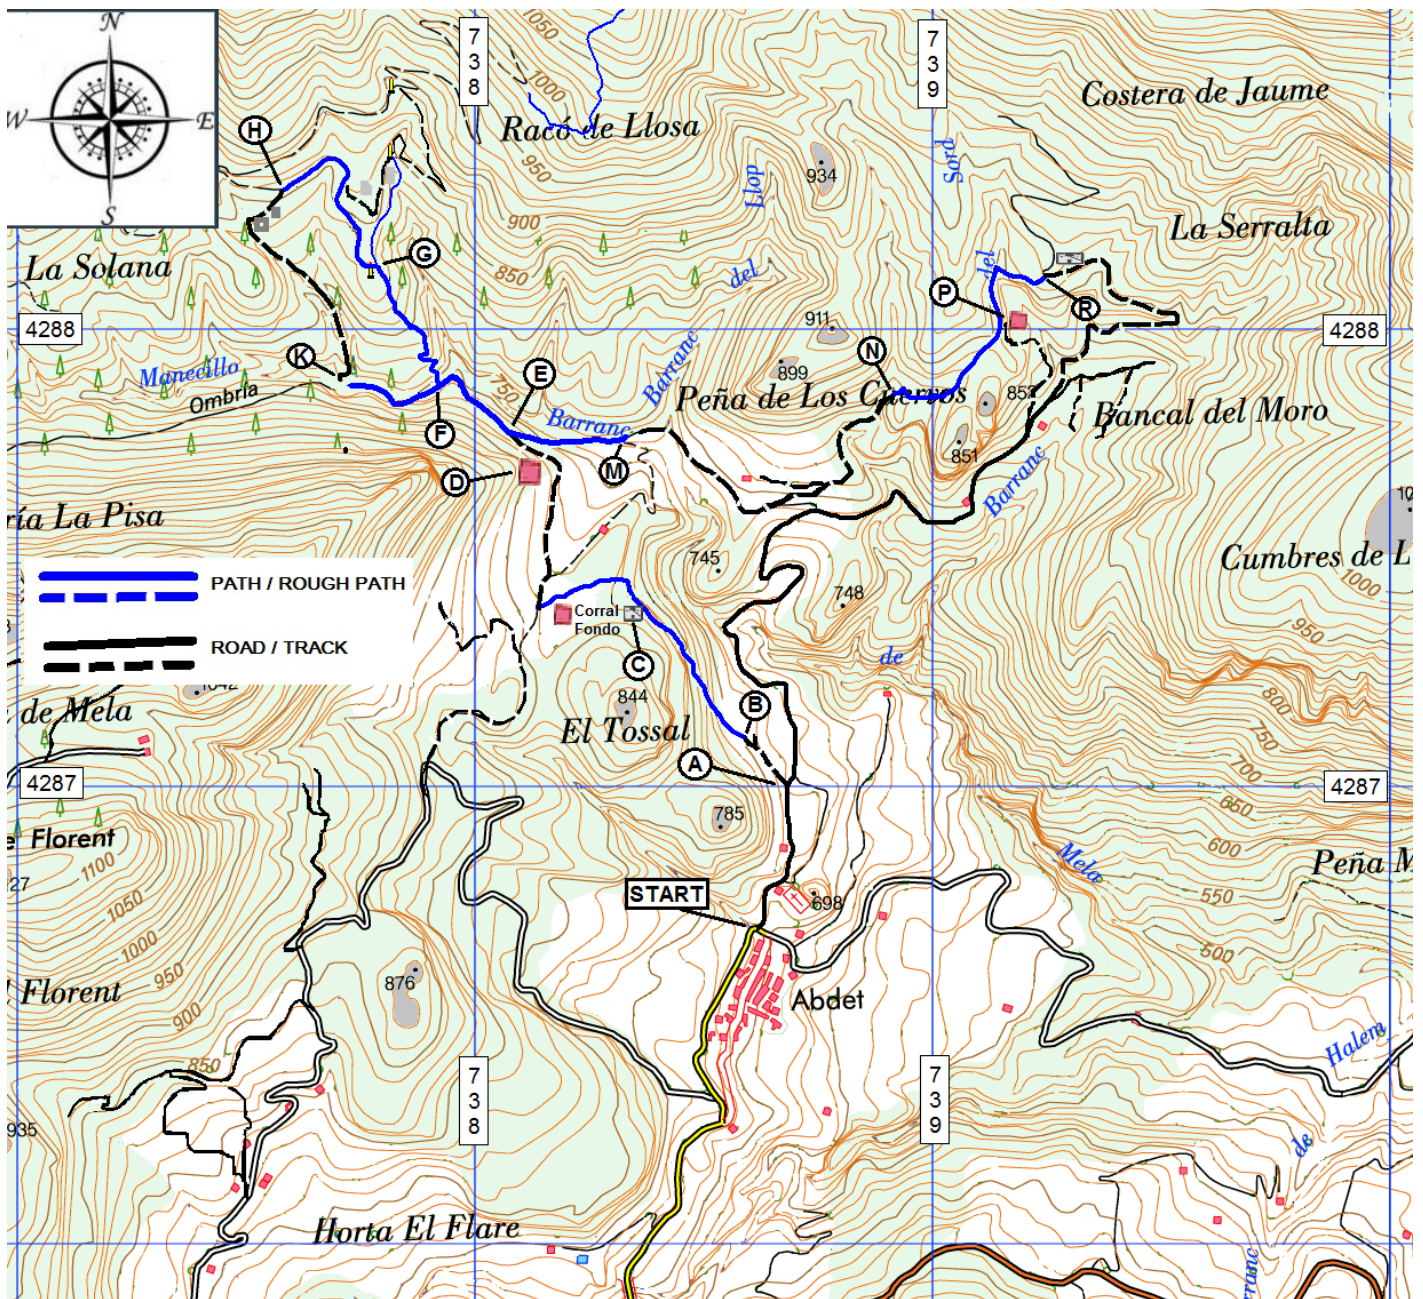 N
W
E
S
7
3
8
7
3
9
1050
1000
950
900
850
Racó de Llosa
Costera de Jaume
Llop
Sord
934
H
G
La Solana
del
del
La Serralta
P
R
4288
4288
911
N
899
K
Manecillo
Ombría
E
750
Barranc
Barranc
Peña de Los Cuervos
Bancal del Moro
F
M
851
D
Barranc
ría La Pisa
745
748
Cumbres de L
1000
950
PATH / ROUGH PATH
ROAD / TRACK
Corral
Fondo
C
de
1042
de Mela
844
B
El Tossal
800
750
700
650
600
550
500
A
4287
4287
785
Florent
1100
1050
1000
950
900
850
27
Mela
Peña M
START
698
Florent
876
Abdet
Halem
7
3
8
7
3
9
935
de
Horta El Flare